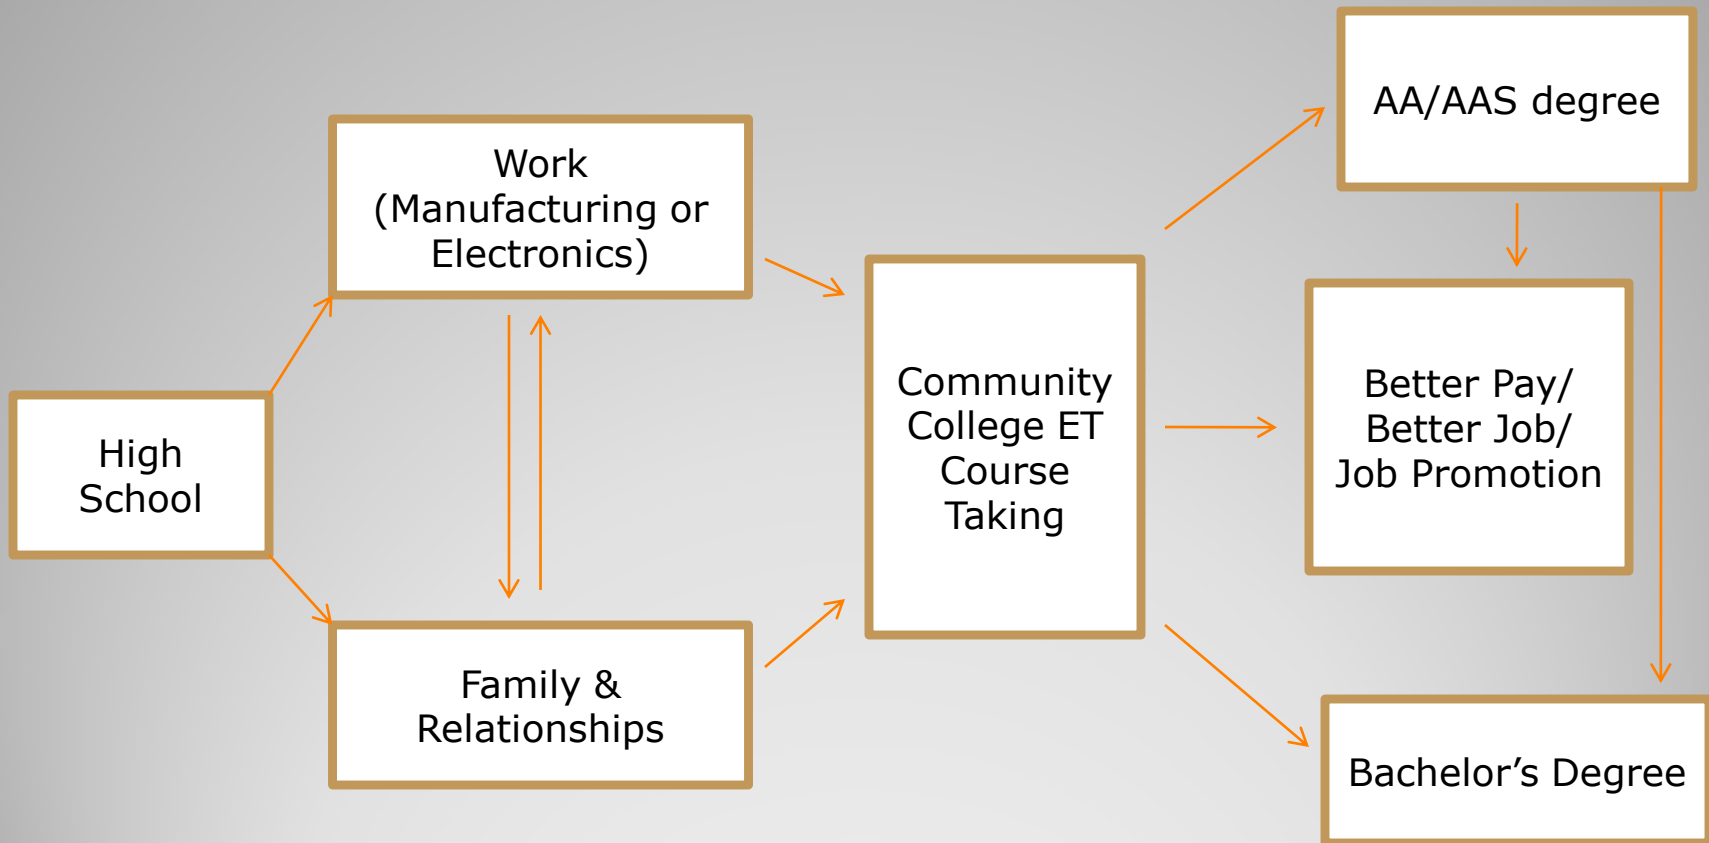 High
School
Work
(Manufacturing or
Electronics)
Family &
Relationships
Community
College ET
Course
Taking
AA/AAS degree
Better Pay/
Better Job/
Job Promotion
Bachelor’s Degree